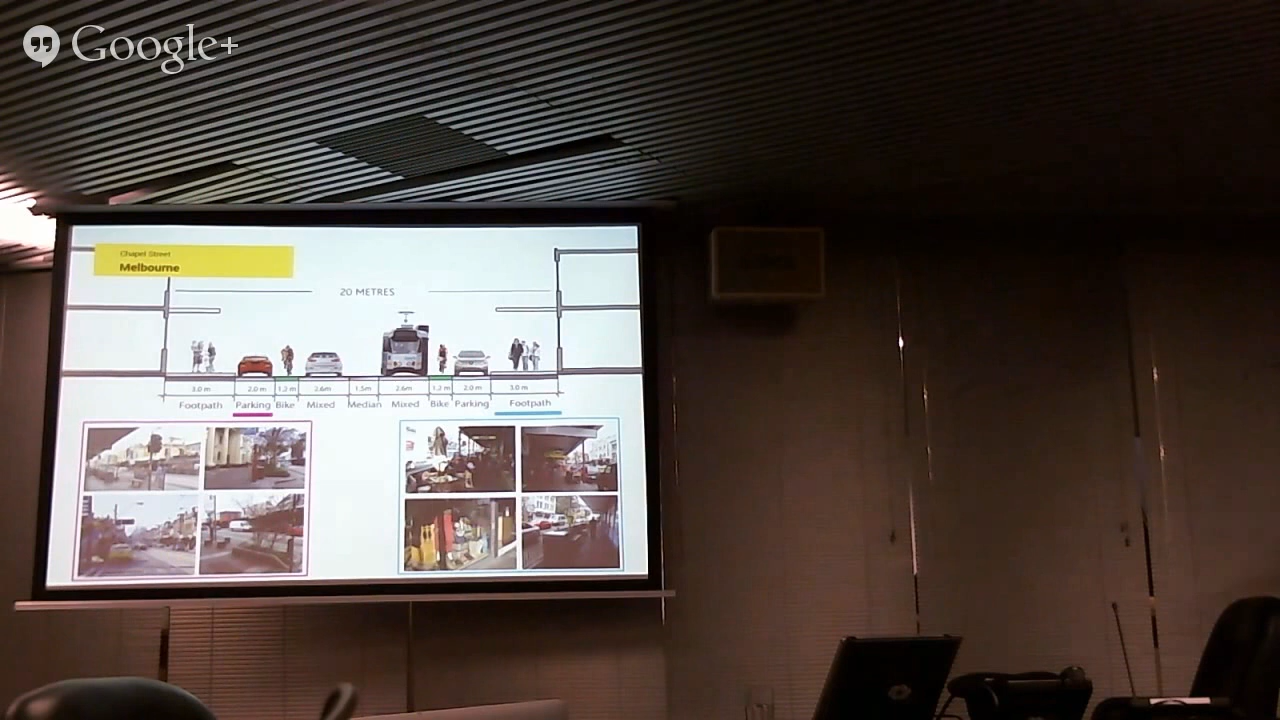 Google+
Chapel Street
Melbourne
20 METRES
3.0 m 2.0 m 1.2 m 2.6m 1.5m 2.6m 1.2 m 2.0 m 3.0 m
Footpath Parking Bike Mixed Median Mixed Bike Parking Footpath